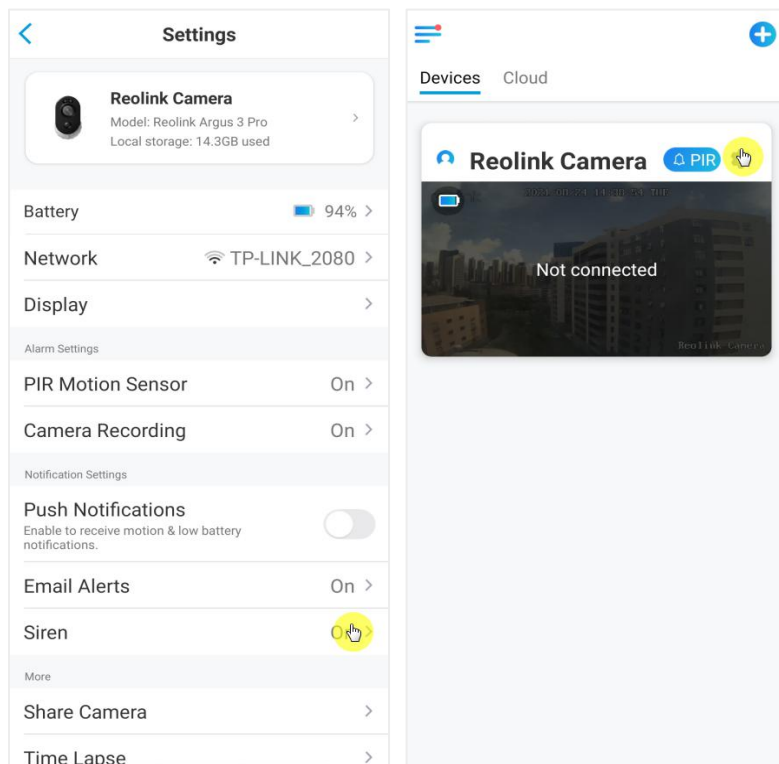 Settings
Reolink Camera
Model: Reolink Argus 3 Pro
Local storage: 14.3GB used
Battery 94%
Network TP-LINK_2080
Display
Alarm Settings
PIR Motion Sensor On
Camera Recording On
Notification Settings
Push Notifications
Enable to receive motion & low battery
notifications.
Email Alerts On
Siren On
More
Share Camera
Time Lapse
Devices Cloud
Reolink Camera PIR
Not connected
Reolink Camera